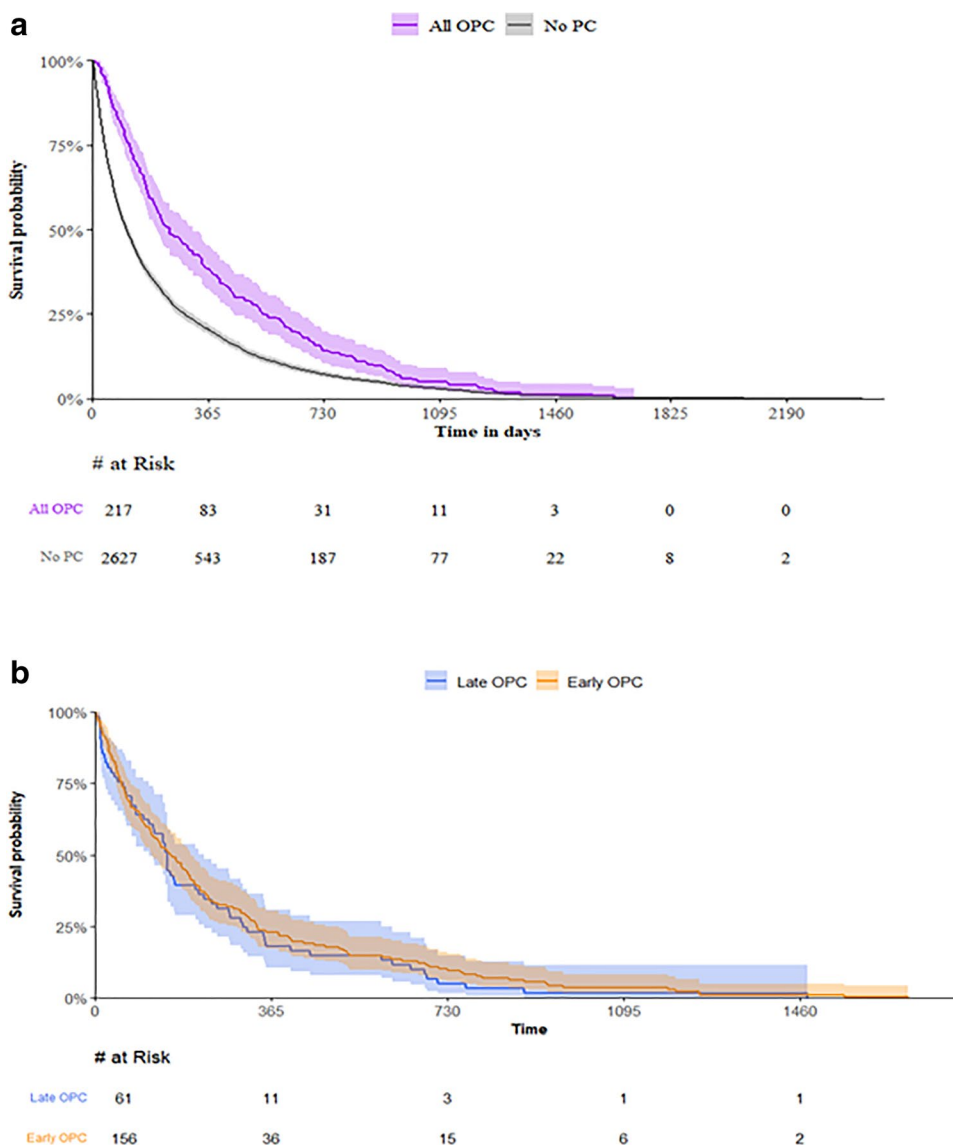 a
All OPC No PC
100%
75%
50%
25%
0%
Survival probability
0 365 730 1095 1460 1825 2190
Time in days
# at Risk
All OPC 217 83 31 11 3 0 0
No PC 2627 543 187 77 22 8 2
b
Late OPC Early OPC
100%
75%
50%
25%
0%
Survival probability
0 365 730 1095 1460
Time
# at Risk
Late OPC 61 11 3 1 1
Early OPC 156 36 15 6 2